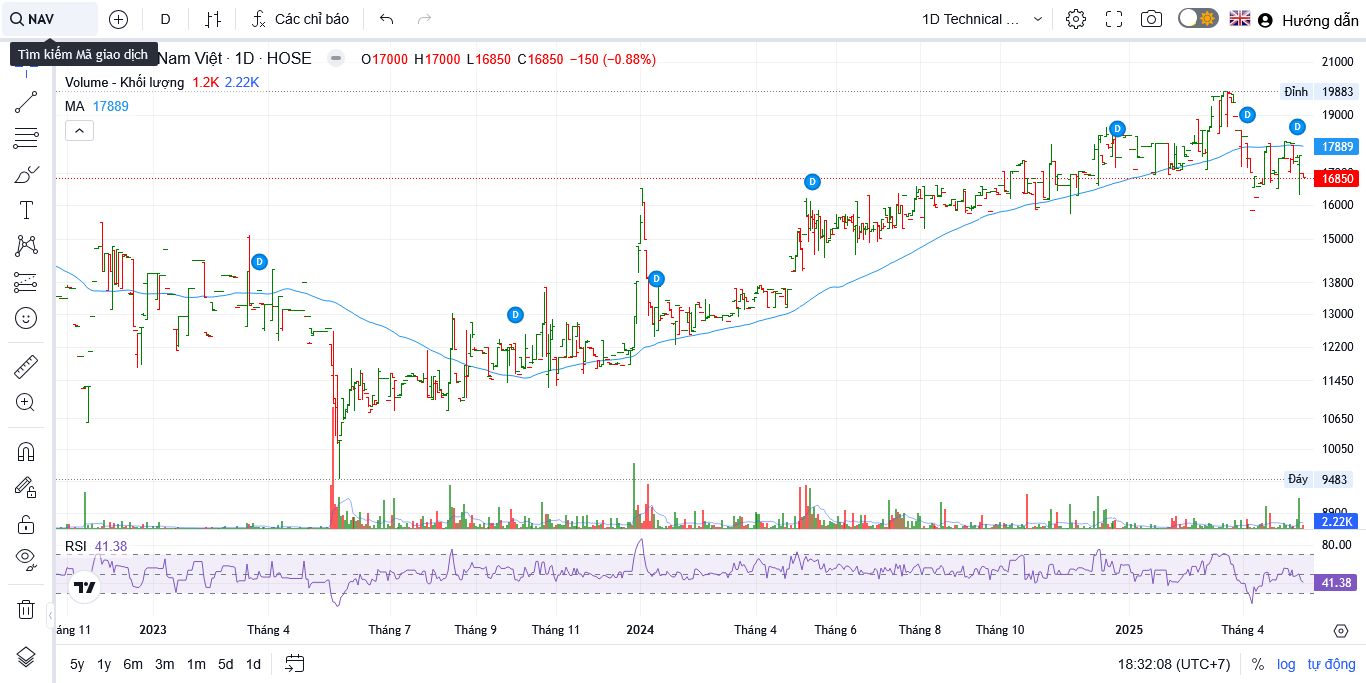 NAV D Các chỉ báo 1D Technical ... Hướng dẫn
Tìm kiếm Mã giao dịch
Nam Việt · 1D · HOSE O17000 H17000 L16850 C16850 −150 (−0.88%)
Volume - Khối lượng 1.2K 2.22K
MA 17889
21000
Đỉnh 19883
19000
17889
16850
16000
15000
13800
13000
12200
11450
10650
10050
Đáy 9483
2.22K
D
D
D
D
D
D
D
RSI 41.38
80.00
41.38
áng 11 2023 Tháng 4 Tháng 7 Tháng 9 Tháng 11 2024 Tháng 4 Tháng 6 Tháng 8 Tháng 10 2025 Tháng 4
5y 1y 6m 3m 1m 5d 1d 18:32:08 (UTC+7) % log tự động